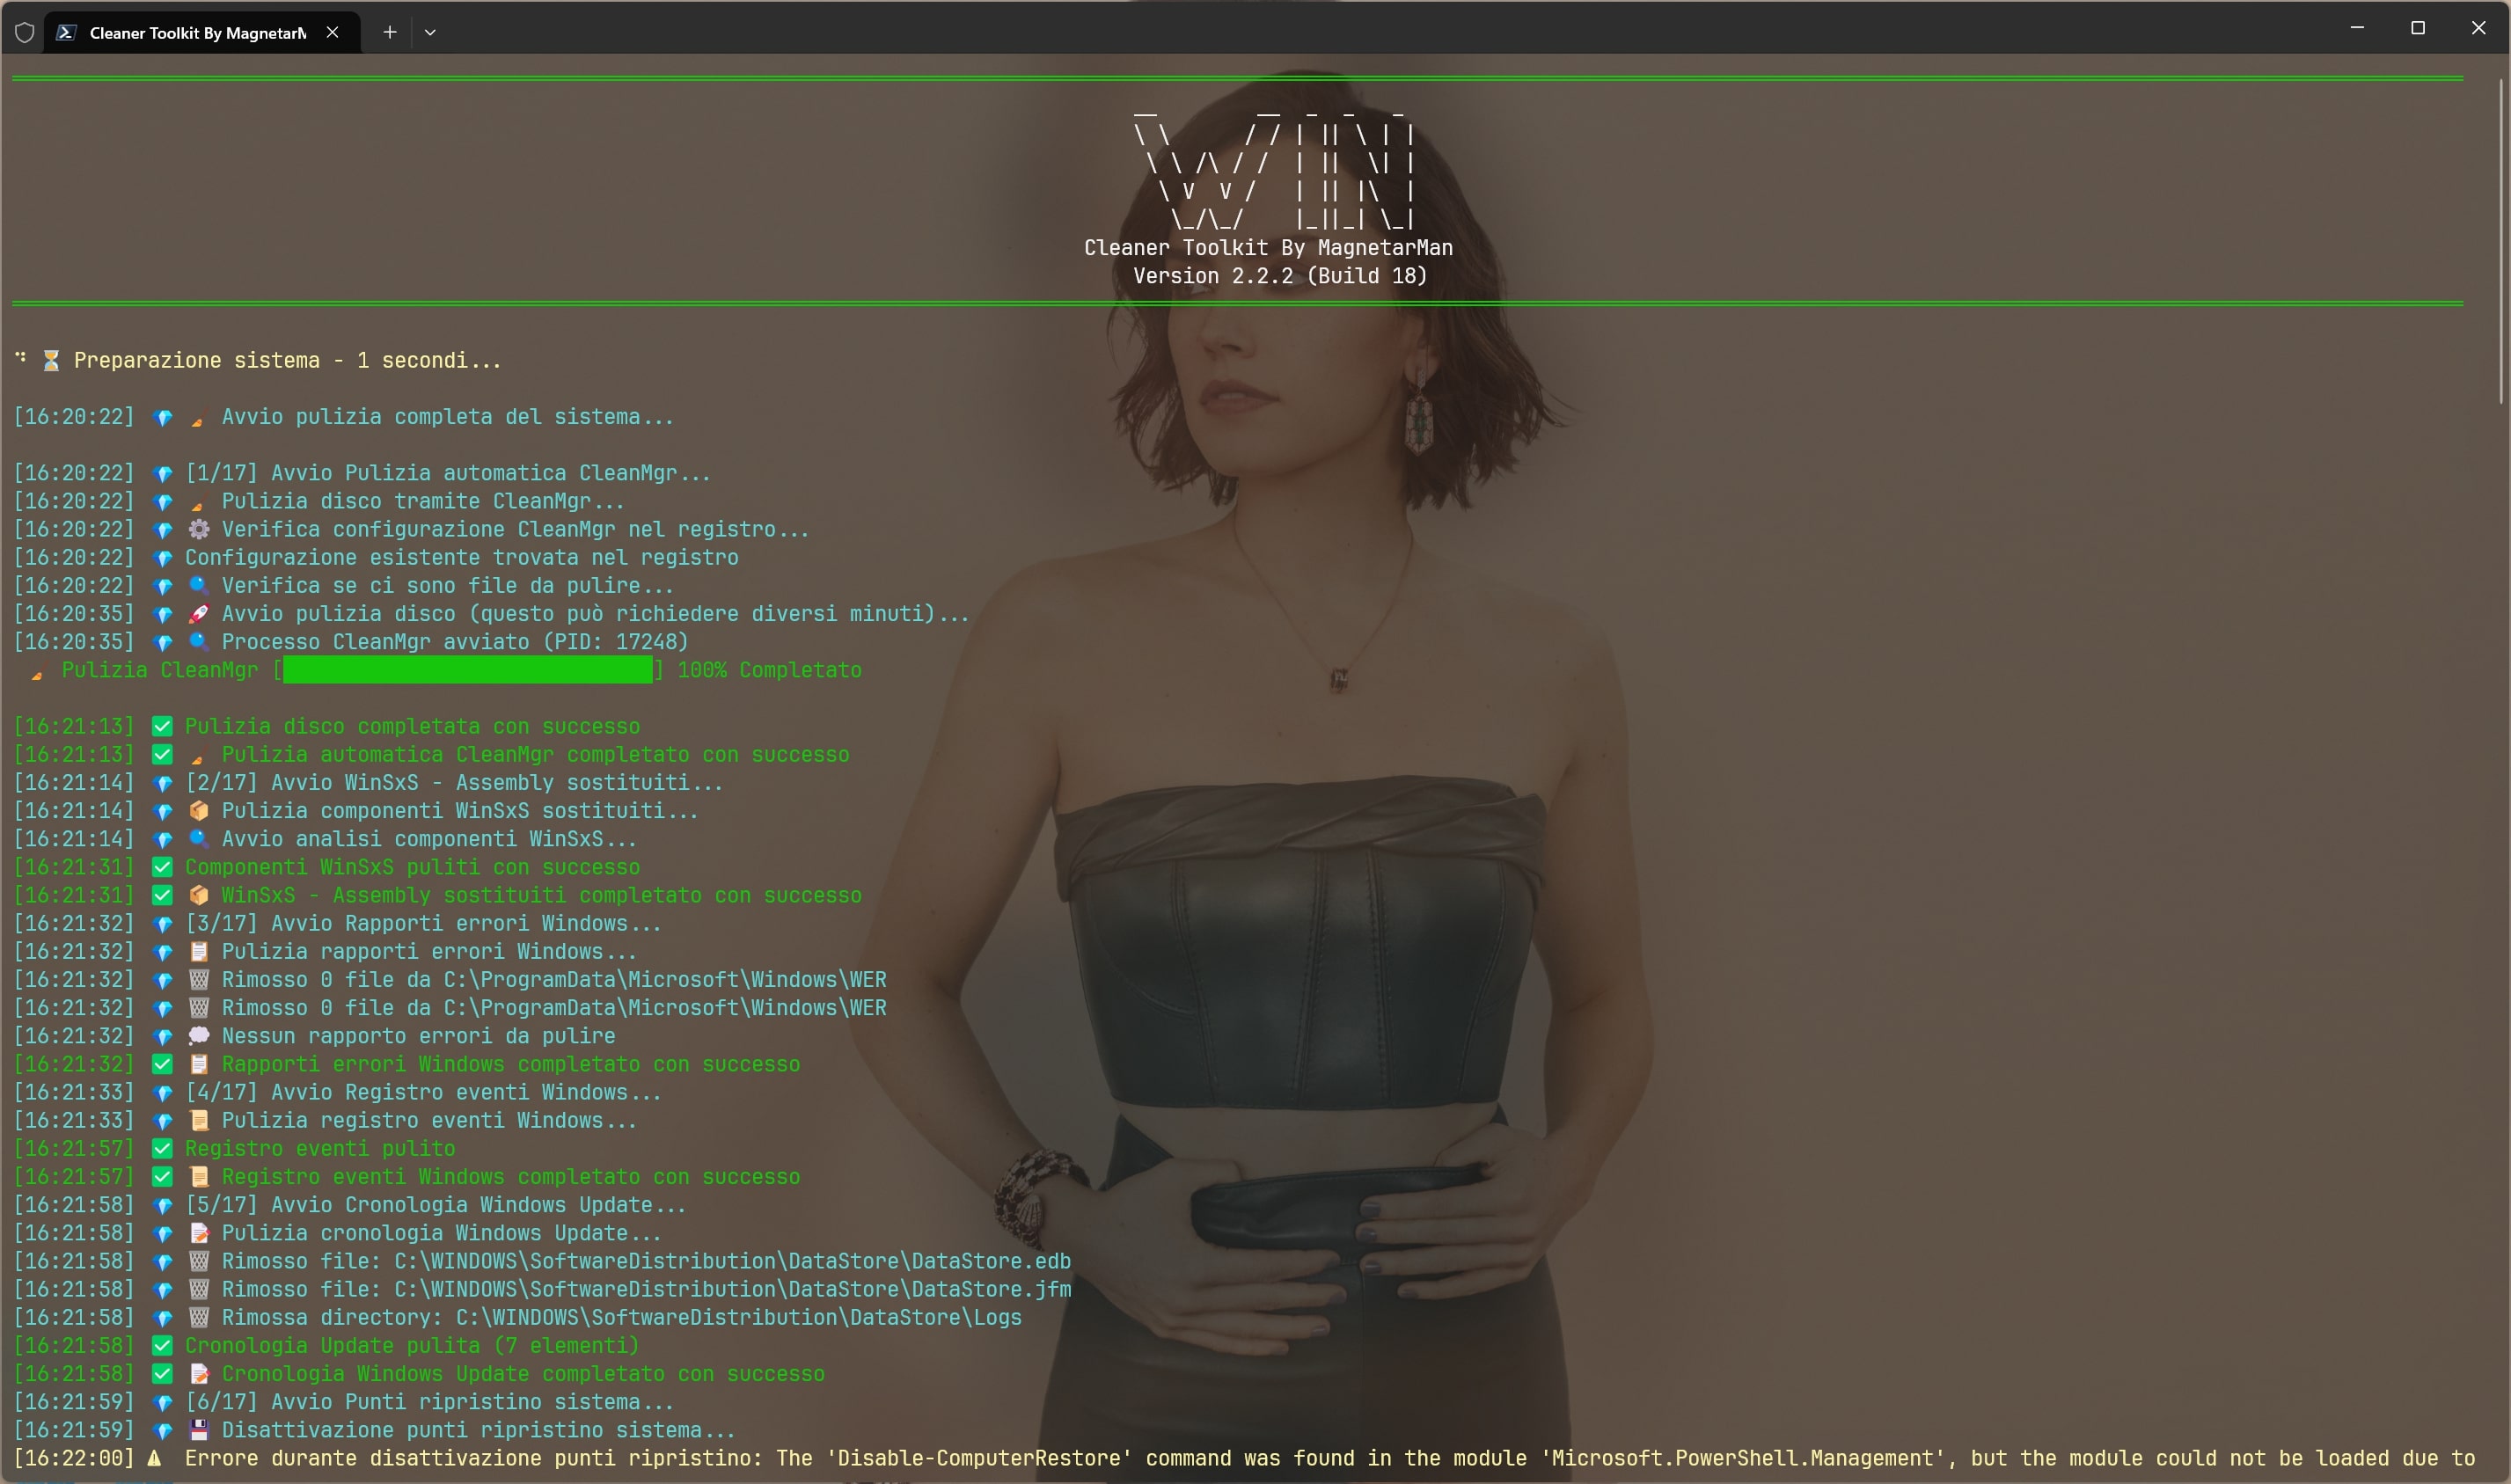 Cleaner Toolkit By MagnetarM
Cleaner Toolkit By MagnetarMan
Version 2.2.2 (Build 18)
⏳ Preparazione sistema - 1 secondi...
[16:20:22] 💎 🧹 Avvio pulizia completa del sistema...
[16:20:22] 💎 [1/17] Avvio Pulizia automatica CleanMgr...
[16:20:22] 💎 🧹 Pulizia disco tramite CleanMgr...
[16:20:22] 💎 ⚙️ Verifica configurazione CleanMgr nel registro...
[16:20:22] 💎 Configurazione esistente trovata nel registro
[16:20:22] 💎 🔍 Verifica se ci sono file da pulire...
[16:20:35] 💎 🚀 Avvio pulizia disco (questo può richiedere diversi minuti)...
[16:20:35] 💎 🔍 Processo CleanMgr avviato (PID: 17248)
🧹 Pulizia CleanMgr [██████████████████████████████] 100% Completato
[16:21:13] ✅ Pulizia disco completata con successo
[16:21:13] ✅ 🧹 Pulizia automatica CleanMgr completato con successo
[16:21:14] 💎 [2/17] Avvio WinSxS - Assembly sostituiti...
[16:21:14] 💎 📦 Pulizia componenti WinSxS sostituiti...
[16:21:14] 💎 🔍 Avvio analisi componenti WinSxS...
[16:21:31] ✅ Componenti WinSxS puliti con successo
[16:21:31] ✅ 📦 WinSxS - Assembly sostituiti completato con successo
[16:21:32] 💎 [3/17] Avvio Rapporti errori Windows...
[16:21:32] 💎 📋 Pulizia rapporti errori Windows...
[16:21:32] 💎 🗑️ Rimosso 0 file da C:\ProgramData\Microsoft\Windows\WER
[16:21:32] 💎 🗑️ Rimosso 0 file da C:\ProgramData\Microsoft\Windows\WER
[16:21:32] 💎 💭 Nessun rapporto errori da pulire
[16:21:32] ✅ 📋 Rapporti errori Windows completato con successo
[16:21:33] 💎 [4/17] Avvio Registro eventi Windows...
[16:21:33] 💎 📜 Pulizia registro eventi Windows...
[16:21:57] ✅ Registro eventi pulito
[16:21:57] ✅ 📜 Registro eventi Windows completato con successo
[16:21:58] 💎 [5/17] Avvio Cronologia Windows Update...
[16:21:58] 💎 📝 Pulizia cronologia Windows Update...
[16:21:58] 💎 🗑️ Rimosso file: C:\WINDOWS\SoftwareDistribution\DataStore\DataStore.edb
[16:21:58] 💎 🗑️ Rimosso file: C:\WINDOWS\SoftwareDistribution\DataStore\DataStore.jfm
[16:21:58] 💎 🗑️ Rimossa directory: C:\WINDOWS\SoftwareDistribution\DataStore\Logs
[16:21:58] ✅ Cronologia Update pulita (7 elementi)
[16:21:58] ✅ 📝 Cronologia Windows Update completato con successo
[16:21:59] 💎 [6/17] Avvio Punti ripristino sistema...
[16:21:59] 💎 💾 Disattivazione punti ripristino sistema...
[16:22:00] ⚠ Errore durante disattivazione punti ripristino: The 'Disable-ComputerRestore' command was found in the module 'Microsoft.PowerShell.Management', but the module could not be loaded due to